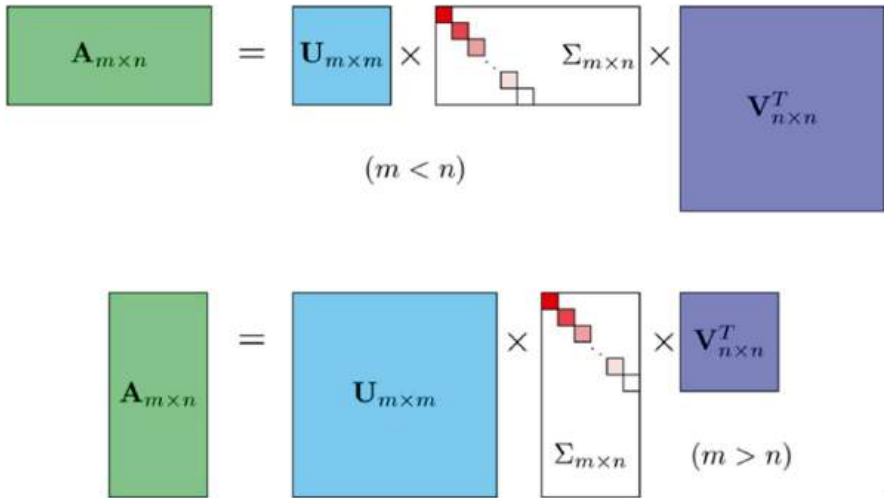 A_{m×n} = U_{m×m} × Σ_{m×n} × V^T_{n×n}
(m < n)
A_{m×n} = U_{m×m} × Σ_{m×n} × V^T_{n×n}
(m > n)